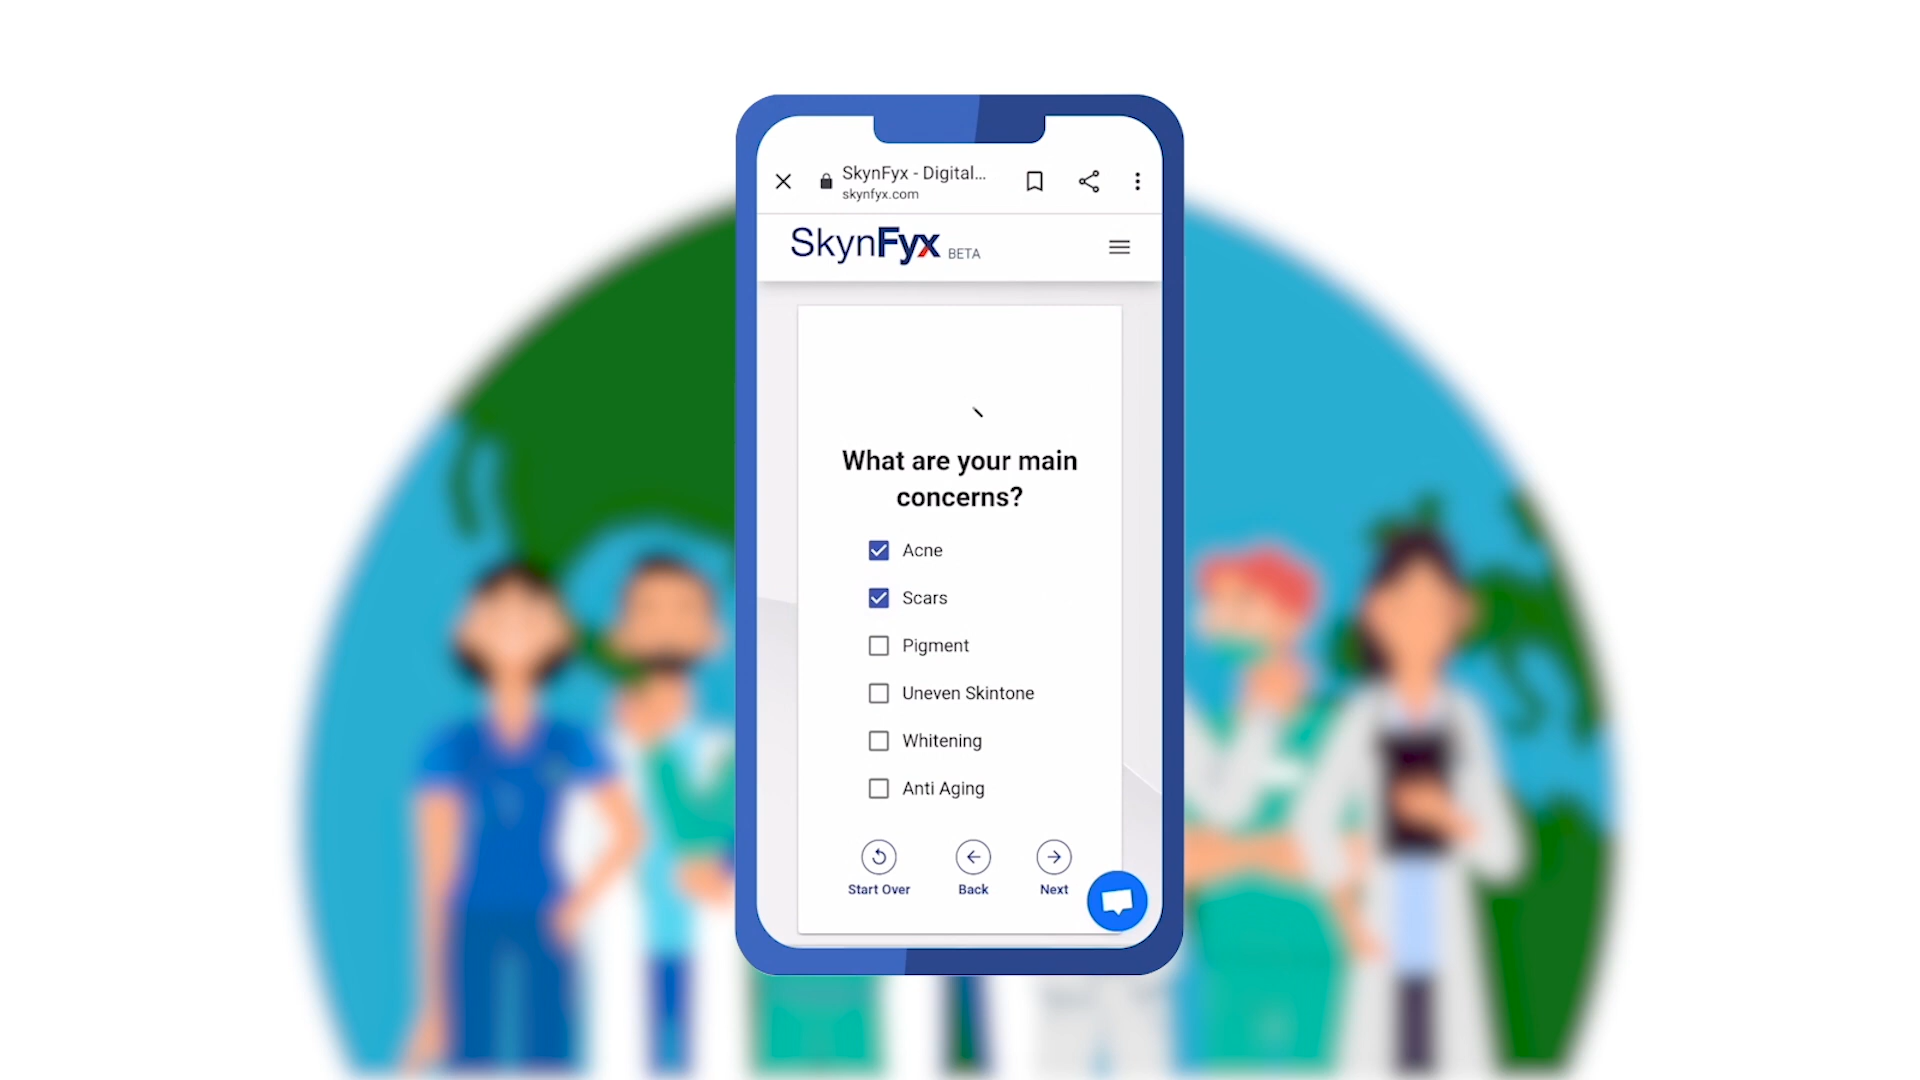 SkynFyx - Digital...
skynfyx.com
SkynFyx BETA
What are your main
concerns?
Acne
Scars
Pigment
Uneven Skintone
Whitening
Anti Aging
Start Over
Back
Next